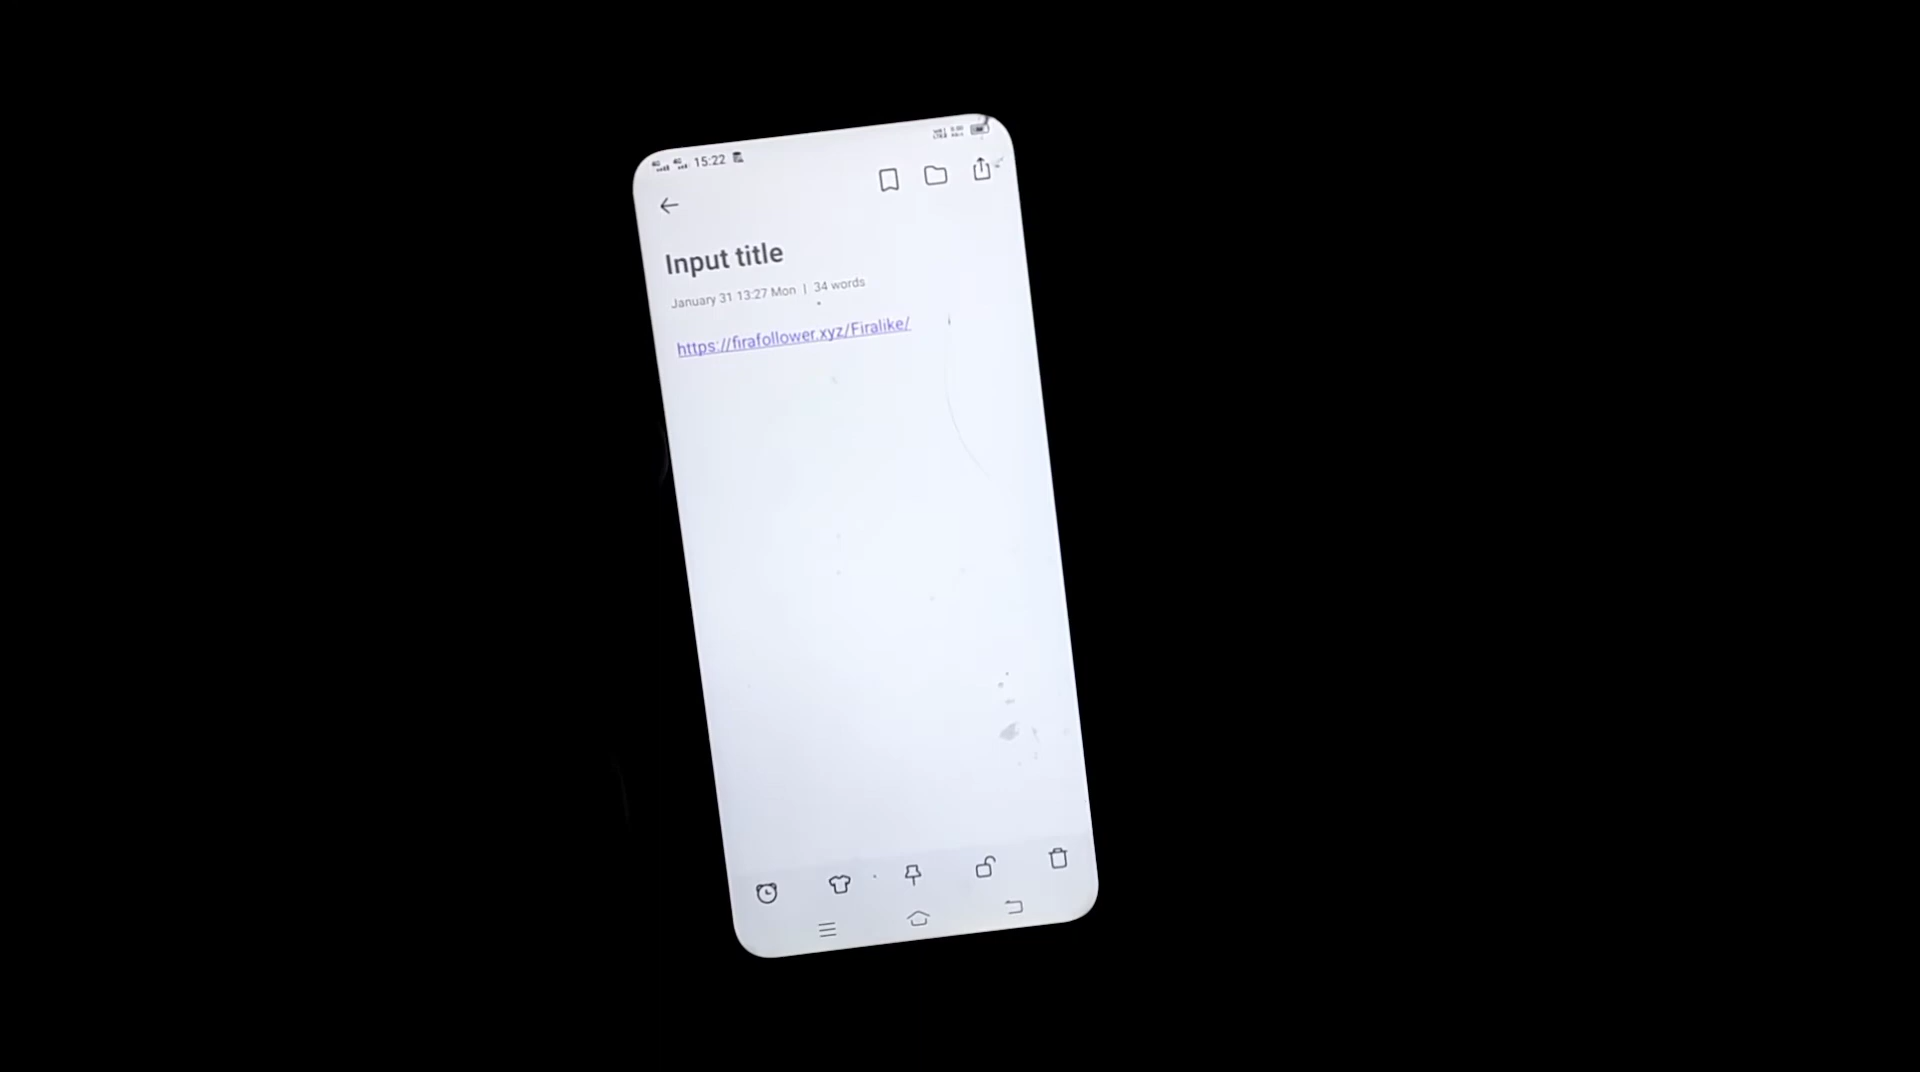 15:22
Input title
January 31 13:27 Mon | 34 words
https://firafollower.xyz/Firalike/